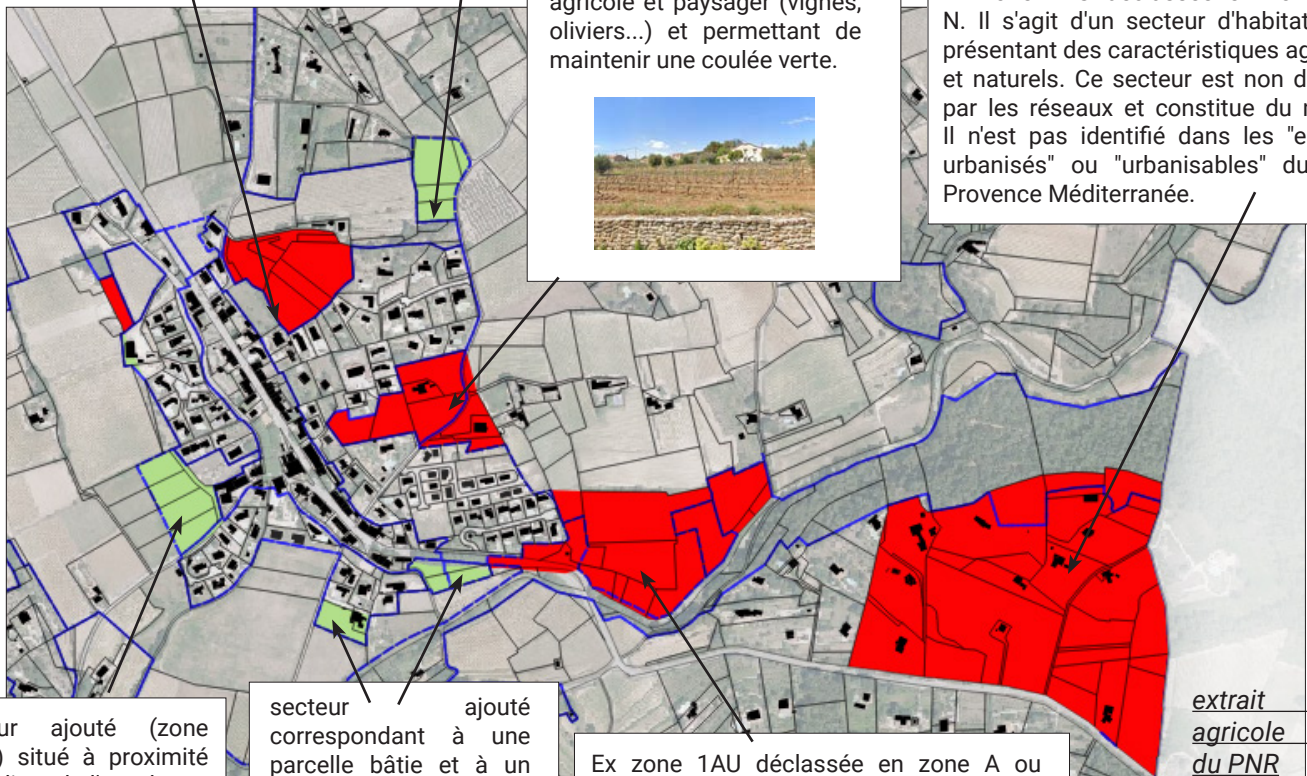 agricole et paysager (vignes,
oliviers...) et permettant de
maintenir une coulée verte.
N. Il s'agit d'un secteur d'habitat
présentant des caractéristiques
et naturels. Ce secteur est non
par les réseaux et constitue du
Il n'est pas identifié dans les
urbanisés" ou "urbanisables" du
Provence Méditerranée.
ajouté (zone
situé à proximité
secteur ajouté
correspondant à une
parcelle bâtie et à un
Ex zone 1AU déclassée en zone A ou
extrait
agricole
du PNR